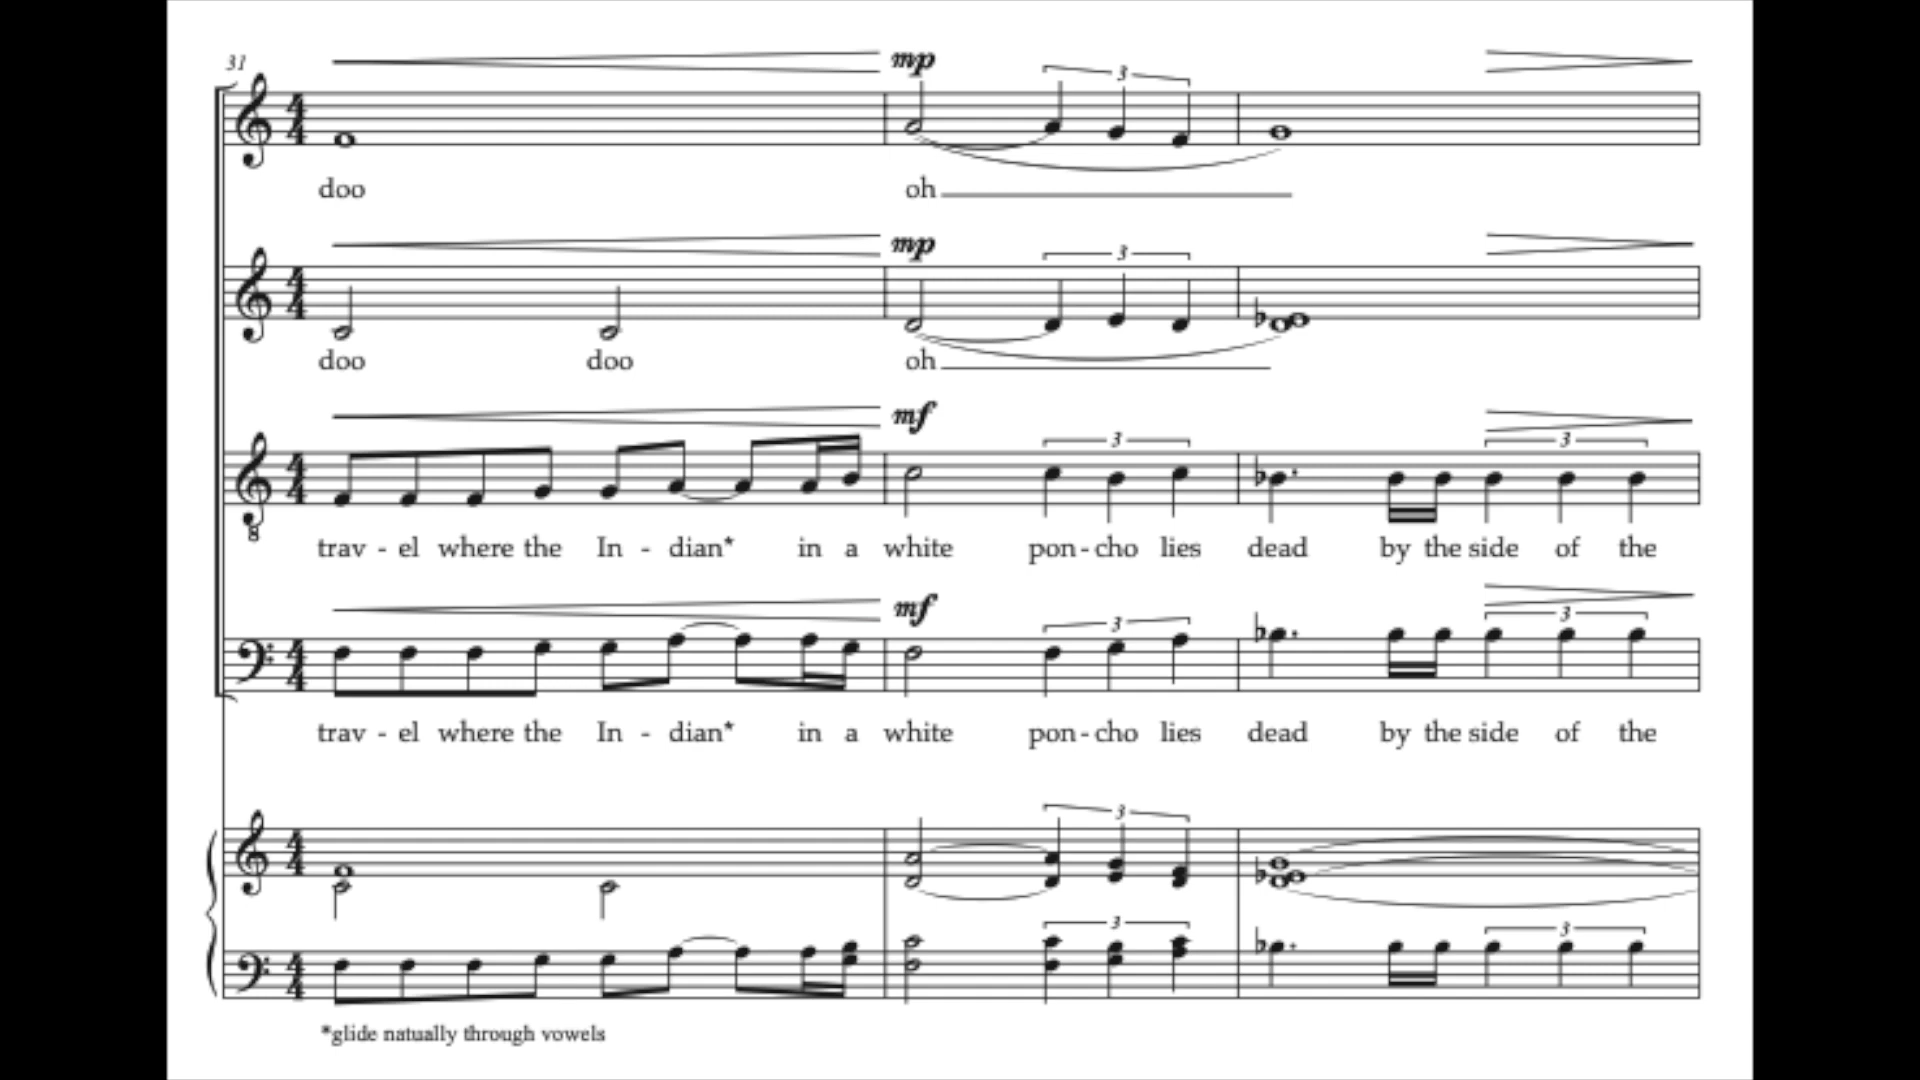 31
mp
3
doo oh
mp
3
doo doo oh
mf
3 3
trav - el where the In - dian* in a white pon - cho lies dead by the side of the
mf
3 3
trav - el where the In - dian* in a white pon - cho lies dead by the side of the
3
3 3
*glide natually through vowels